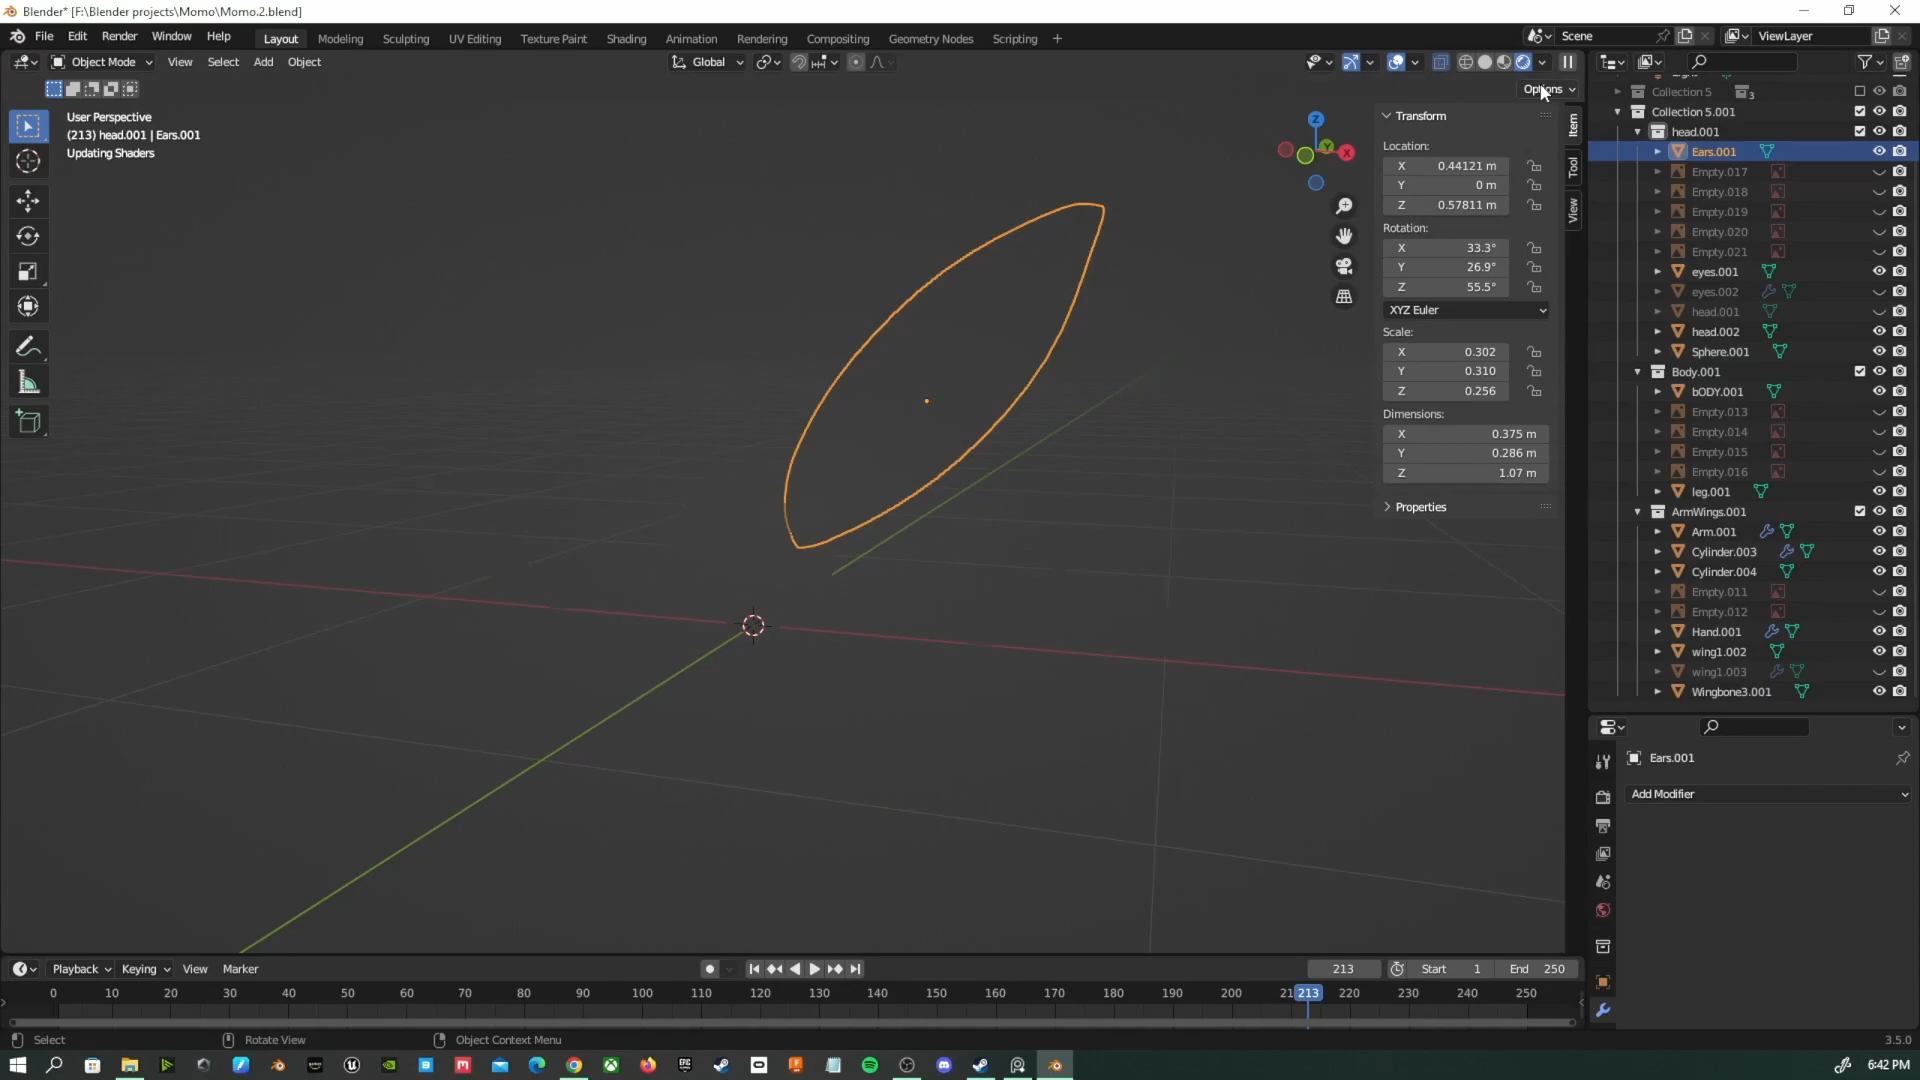 Blender* [F:\Blender projects\Momo\Momo.2.blend]
File Edit Render Window Help Layout Modeling Sculpting UV Editing Texture Paint Shading Animation Rendering Compositing Geometry Nodes Scripting + Scene ViewLayer
Object Mode View Select Add Object Global
Options
User Perspective
(213) head.001 | Ears.001
Updating Shaders
Z
Y
X
Item
Tool
View
Transform
Location:
X 0.44121 m
Y 0 m
Z 0.57811 m
Rotation:
X 33.3°
Y 26.9°
Z 55.5°
XYZ Euler
Scale:
X 0.302
Y 0.310
Z 0.256
Dimensions:
X 0.375 m
Y 0.286 m
Z 1.07 m
Properties
Collection 5 3
Collection 5.001
head.001
Ears.001
Empty.017
Empty.018
Empty.019
Empty.020
Empty.021
eyes.001
eyes.002
head.001
head.002
Sphere.001
Body.001
bODY.001
Empty.013
Empty.014
Empty.015
Empty.016
leg.001
ArmWings.001
Arm.001
Cylinder.003
Cylinder.004
Empty.011
Empty.012
Hand.001
wing1.002
wing1.003
Wingbone3.001
Ears.001
Add Modifier
Playback Keying View Marker 213 Start 1 End 250
0 10 20 30 40 50 60 70 80 90 100 110 120 130 140 150 160 170 180 190 200 21 213 220 230 240 250
Select Rotate View Object Context Menu 3.5.0
6:42 PM